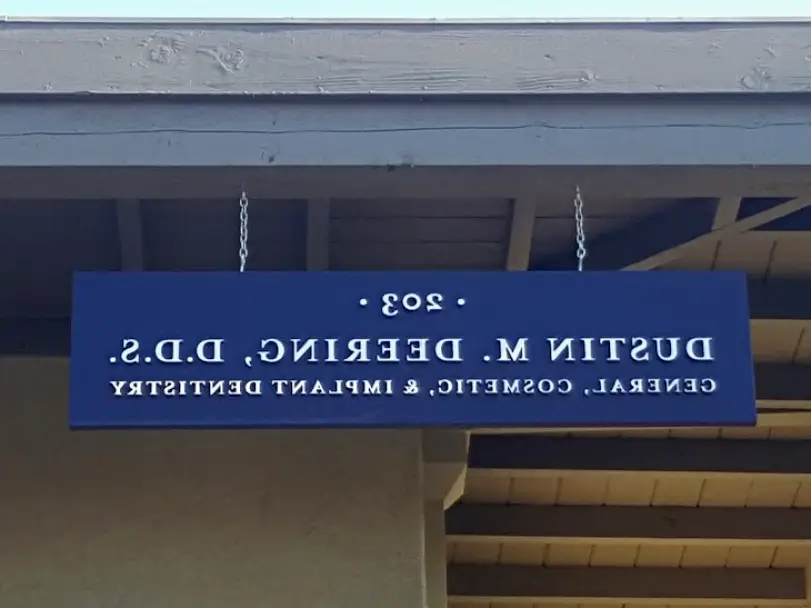 • 203 •
DUSTIN M. DEERING, D.D.S.
GENERAL, COSMETIC, & IMPLANT DENTISTRY